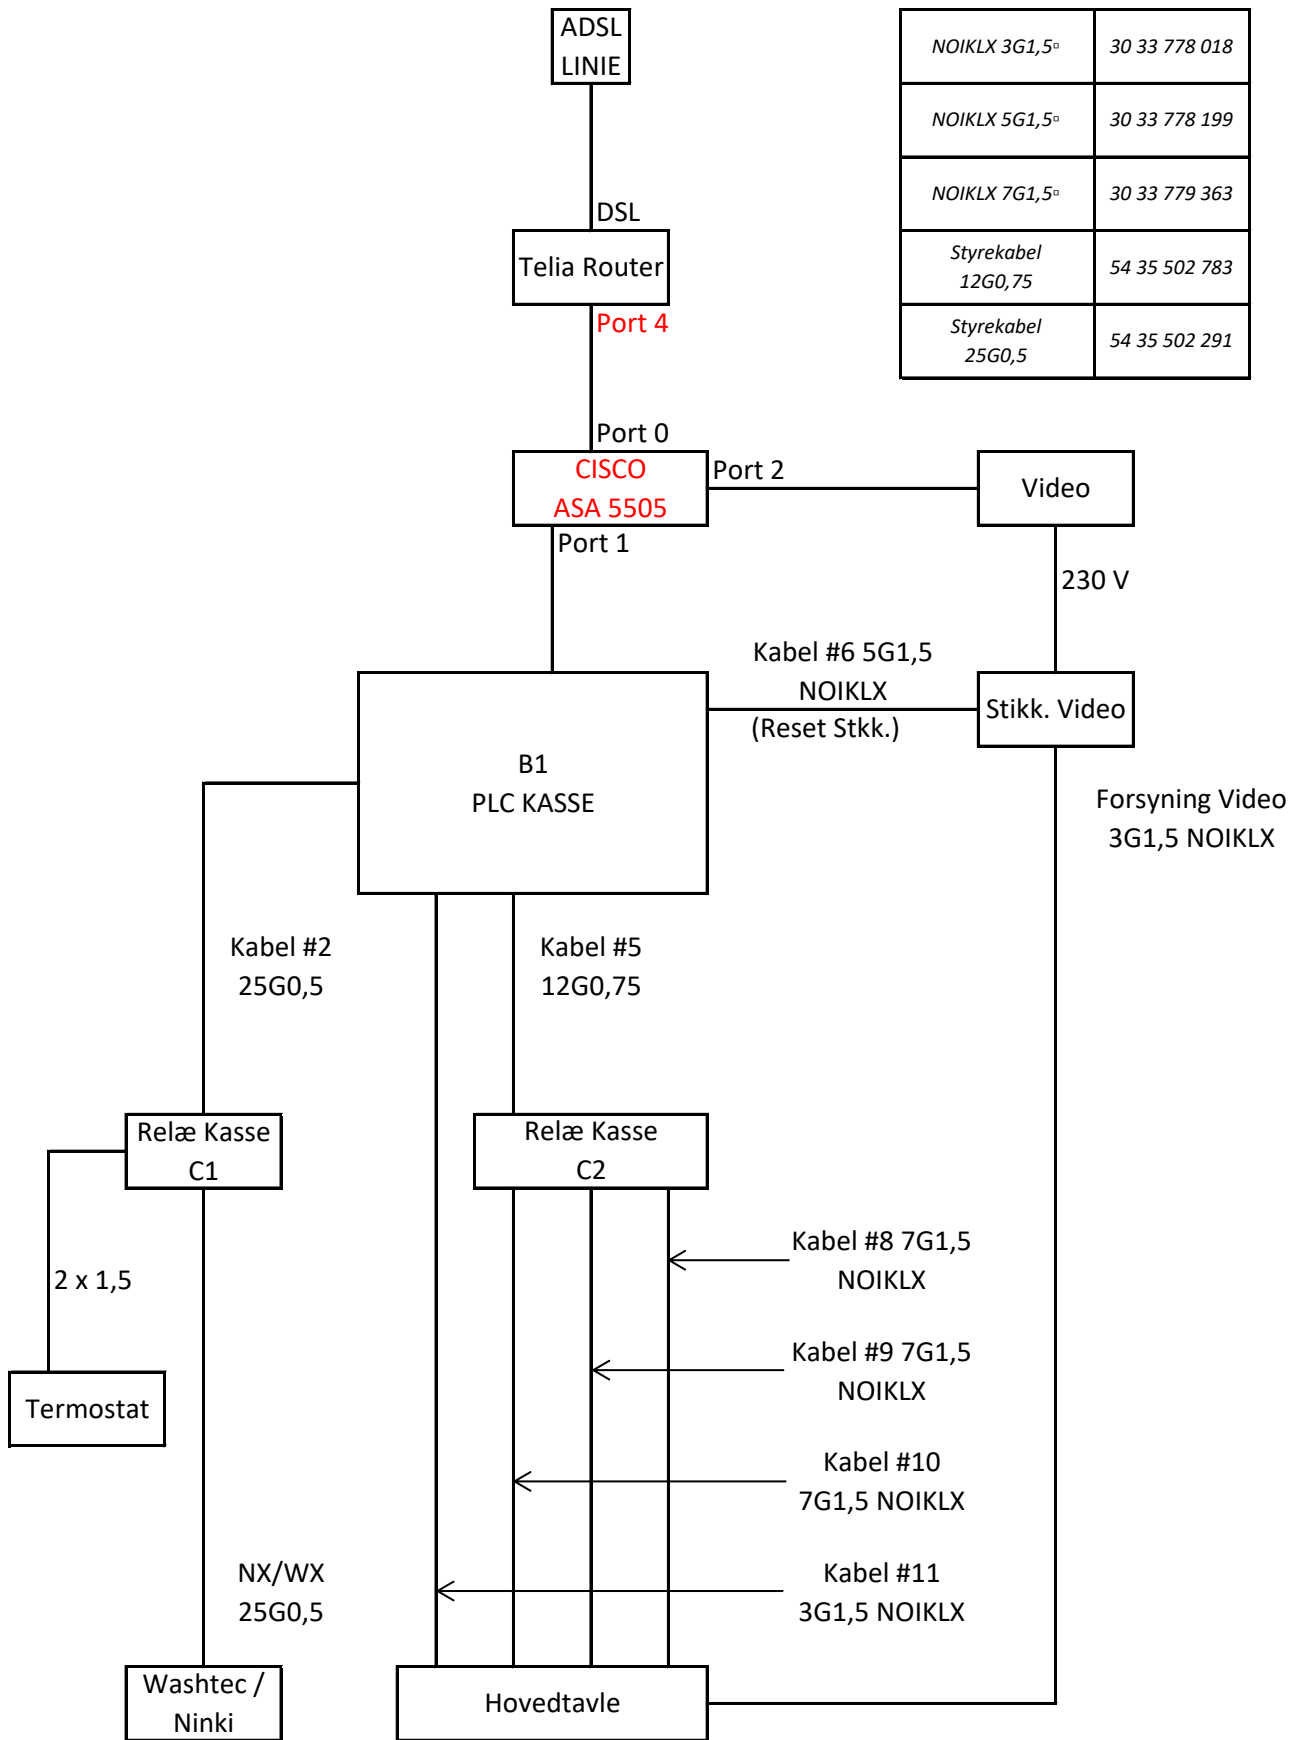 ADSL
LINIE
NOIKLX 3G1,5¤ 30 33 778 018
NOIKLX 5G1,5¤ 30 33 778 199
NOIKLX 7G1,5¤ 30 33 779 363
Styrekabel
12G0,75
54 35 502 783
Styrekabel
25G0,5
54 35 502 291
DSL
Telia Router
Port 4
Port 0
CISCO
ASA 5505
Port 2
Video
Port 1
230 V
Kabel #6 5G1,5
NOIKLX
(Reset Stkk.)
Stikk. Video
B1
PLC KASSE
Forsyning Video
3G1,5 NOIKLX
Kabel #2
25G0,5
Kabel #5
12G0,75
Relæ Kasse
C1
Relæ Kasse
C2
Kabel #8 7G1,5
NOIKLX
2 x 1,5
Kabel #9 7G1,5
NOIKLX
Termostat
Kabel #10
7G1,5 NOIKLX
NX/WX
25G0,5
Kabel #11
3G1,5 NOIKLX
Washtec /
Ninki
Hovedtavle